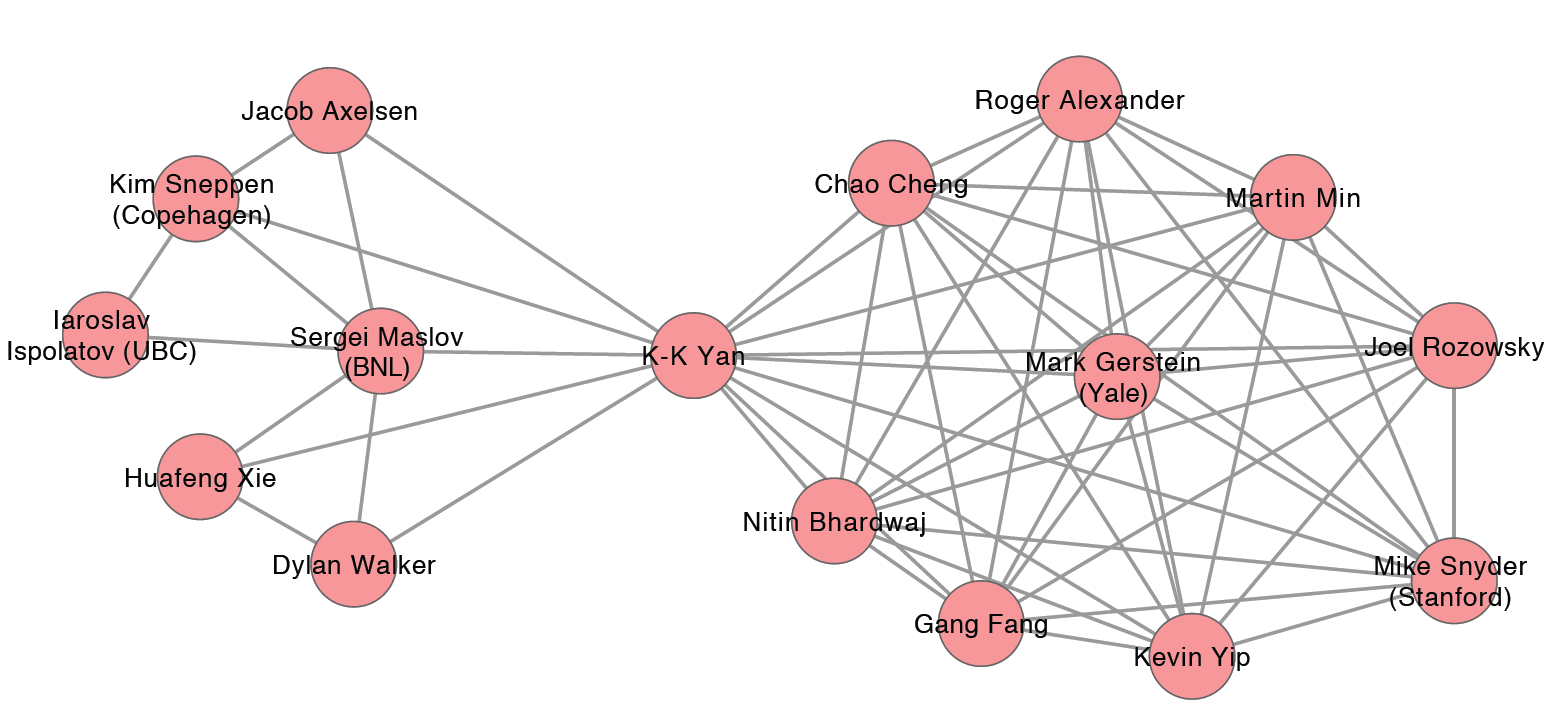 Jacob Axelsen
Kim Sneppen
(Copehagen)
Iaroslav
Ispolatov (UBC)
Sergei Maslov
(BNL)
Huafeng Xie
Dylan Walker
K-K Yan
Roger Alexander
Chao Cheng
Martin Min
Mark Gerstein
(Yale)
Joel Rozowsky
Nitin Bhardwaj
Gang Fang
Kevin Yip
Mike Snyder
(Stanford)